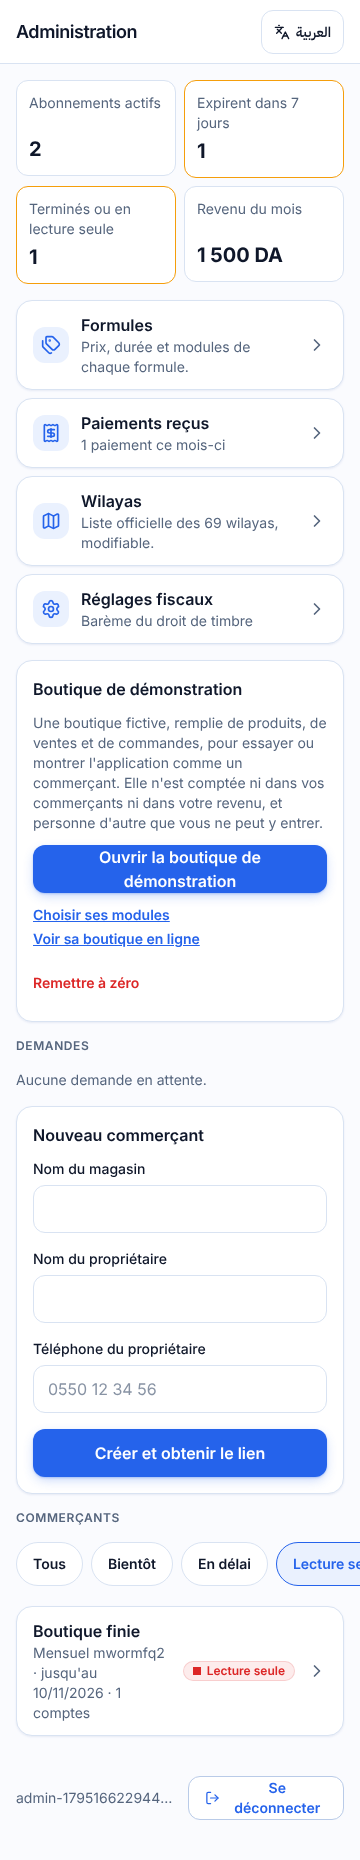 Administration
العربية
Abonnements actifs
2
Expirent dans 7
jours
1
Terminés ou en
lecture seule
1
Revenu du mois
1 500 DA
Formules
Prix, durée et modules de
chaque formule.
Paiements reçus
1 paiement ce mois-ci
Wilayas
Liste officielle des 69 wilayas,
modifiable.
Réglages fiscaux
Barème du droit de timbre
Boutique de démonstration
Une boutique fictive, remplie de produits, de
ventes et de commandes, pour essayer ou
montrer l'application comme un
commerçant. Elle n'est comptée ni dans vos
commerçants ni dans votre revenu, et
personne d'autre que vous ne peut y entrer.
Ouvrir la boutique de
démonstration
Choisir ses modules
Voir sa boutique en ligne
Remettre à zéro
DEMANDES
Aucune demande en attente.
Nouveau commerçant
Nom du magasin
Nom du propriétaire
Téléphone du propriétaire
0550 12 34 56
Créer et obtenir le lien
COMMERÇANTS
Tous
Bientôt
En délai
Lecture se
Boutique finie
Mensuel mwormfq2
· jusqu'au
10/11/2026 · 1
comptes
Lecture seule
admin-179516622944...
Se
déconnecter